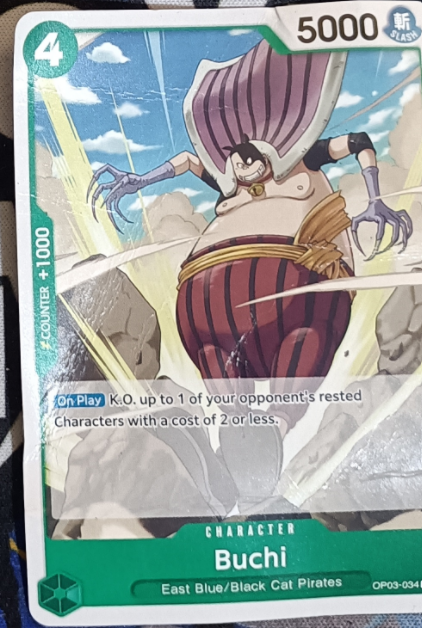 4
5000
斬
SLASH
COUNTER +1000
On Play K.O. up to 1 of your opponent's rested
Characters with a cost of 2 or less.
CHARACTER
Buchi
East Blue/Black Cat Pirates
OP03-034